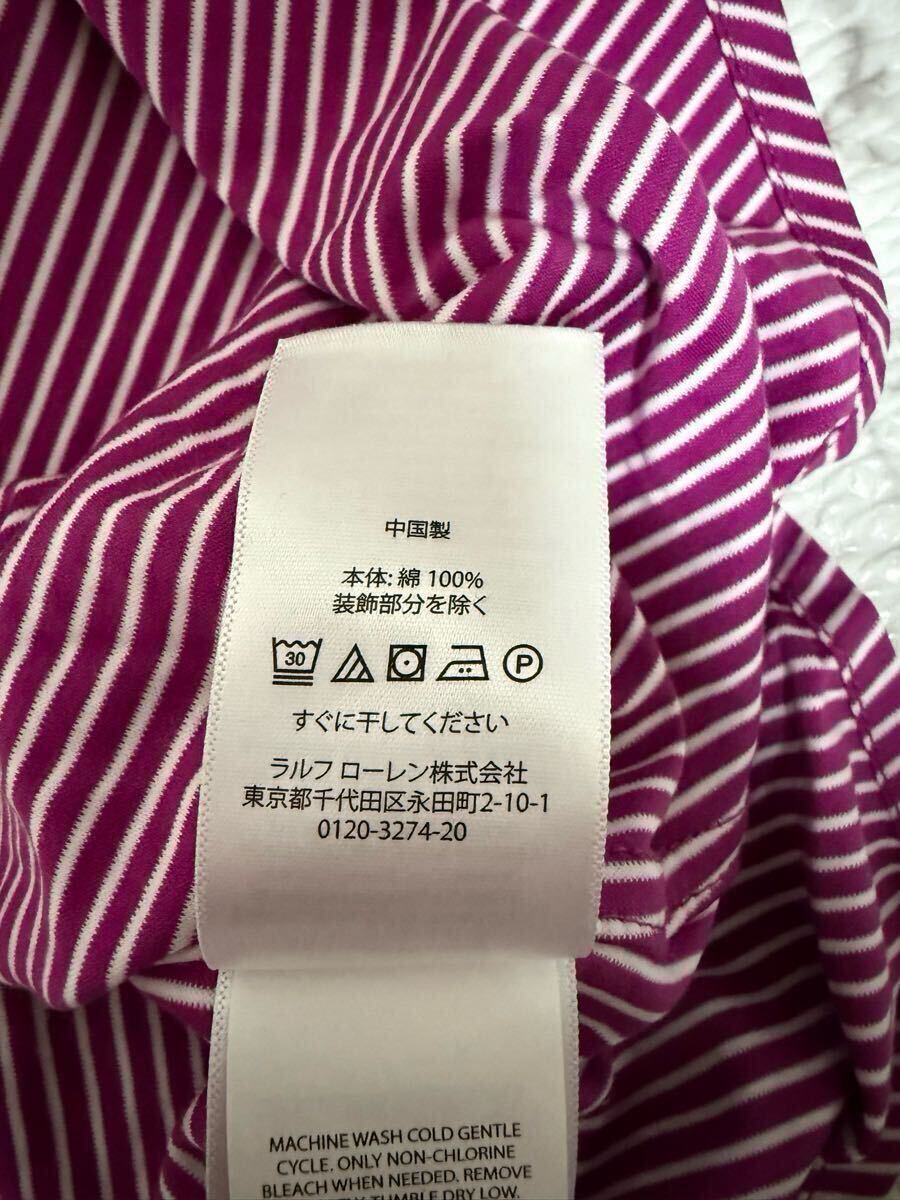 中国製
本体: 綿 100%
装飾部分を除く
30
P
すぐに干してください
ラルフ ローレン株式会社
東京都千代田区永田町2-10-1
0120-3274-20
MACHINE WASH COLD GENTLE
CYCLE. ONLY NON-CHLORINE
BLEACH WHEN NEEDED. REMOVE
TUMBLE DRY LOW.